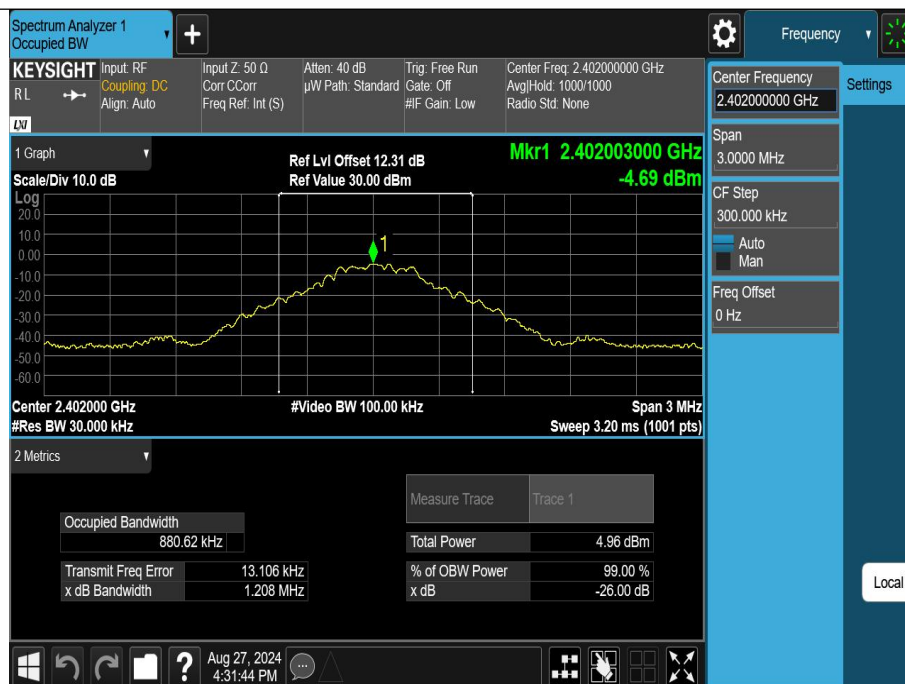 Spectrum Analyzer 1
Occupied BW
+
Frequency
KEYSIGHT
R L
LXI
Input: RF
Coupling: DC
Align: Auto
Input Z: 50 Ω
Corr CCorr
Freq Ref: Int (S)
Atten: 40 dB
µW Path: Standard
Trig: Free Run
Gate: Off
#IF Gain: Low
Center Freq: 2.402000000 GHz
Avg|Hold: 1000/1000
Radio Std: None
Center Frequency
2.402000000 GHz
Settings
Span
3.0000 MHz
CF Step
300.000 kHz
Auto
Man
Freq Offset
0 Hz
Local
1 Graph
Scale/Div 10.0 dB
Ref Lvl Offset 12.31 dB
Ref Value 30.00 dBm
Mkr1 2.402003000 GHz
-4.69 dBm
Log
20.0
10.0
0.00
-10.0
-20.0
-30.0
-40.0
-50.0
-60.0
1
Center 2.402000 GHz
#Video BW 100.00 kHz
Span 3 MHz
#Res BW 30.000 kHz
Sweep 3.20 ms (1001 pts)
2 Metrics
Measure Trace Trace 1
Occupied Bandwidth
880.62 kHz
Total Power 4.96 dBm
Transmit Freq Error 13.106 kHz
% of OBW Power 99.00 %
x dB Bandwidth 1.208 MHz
x dB -26.00 dB
?
Aug 27, 2024
4:31:44 PM